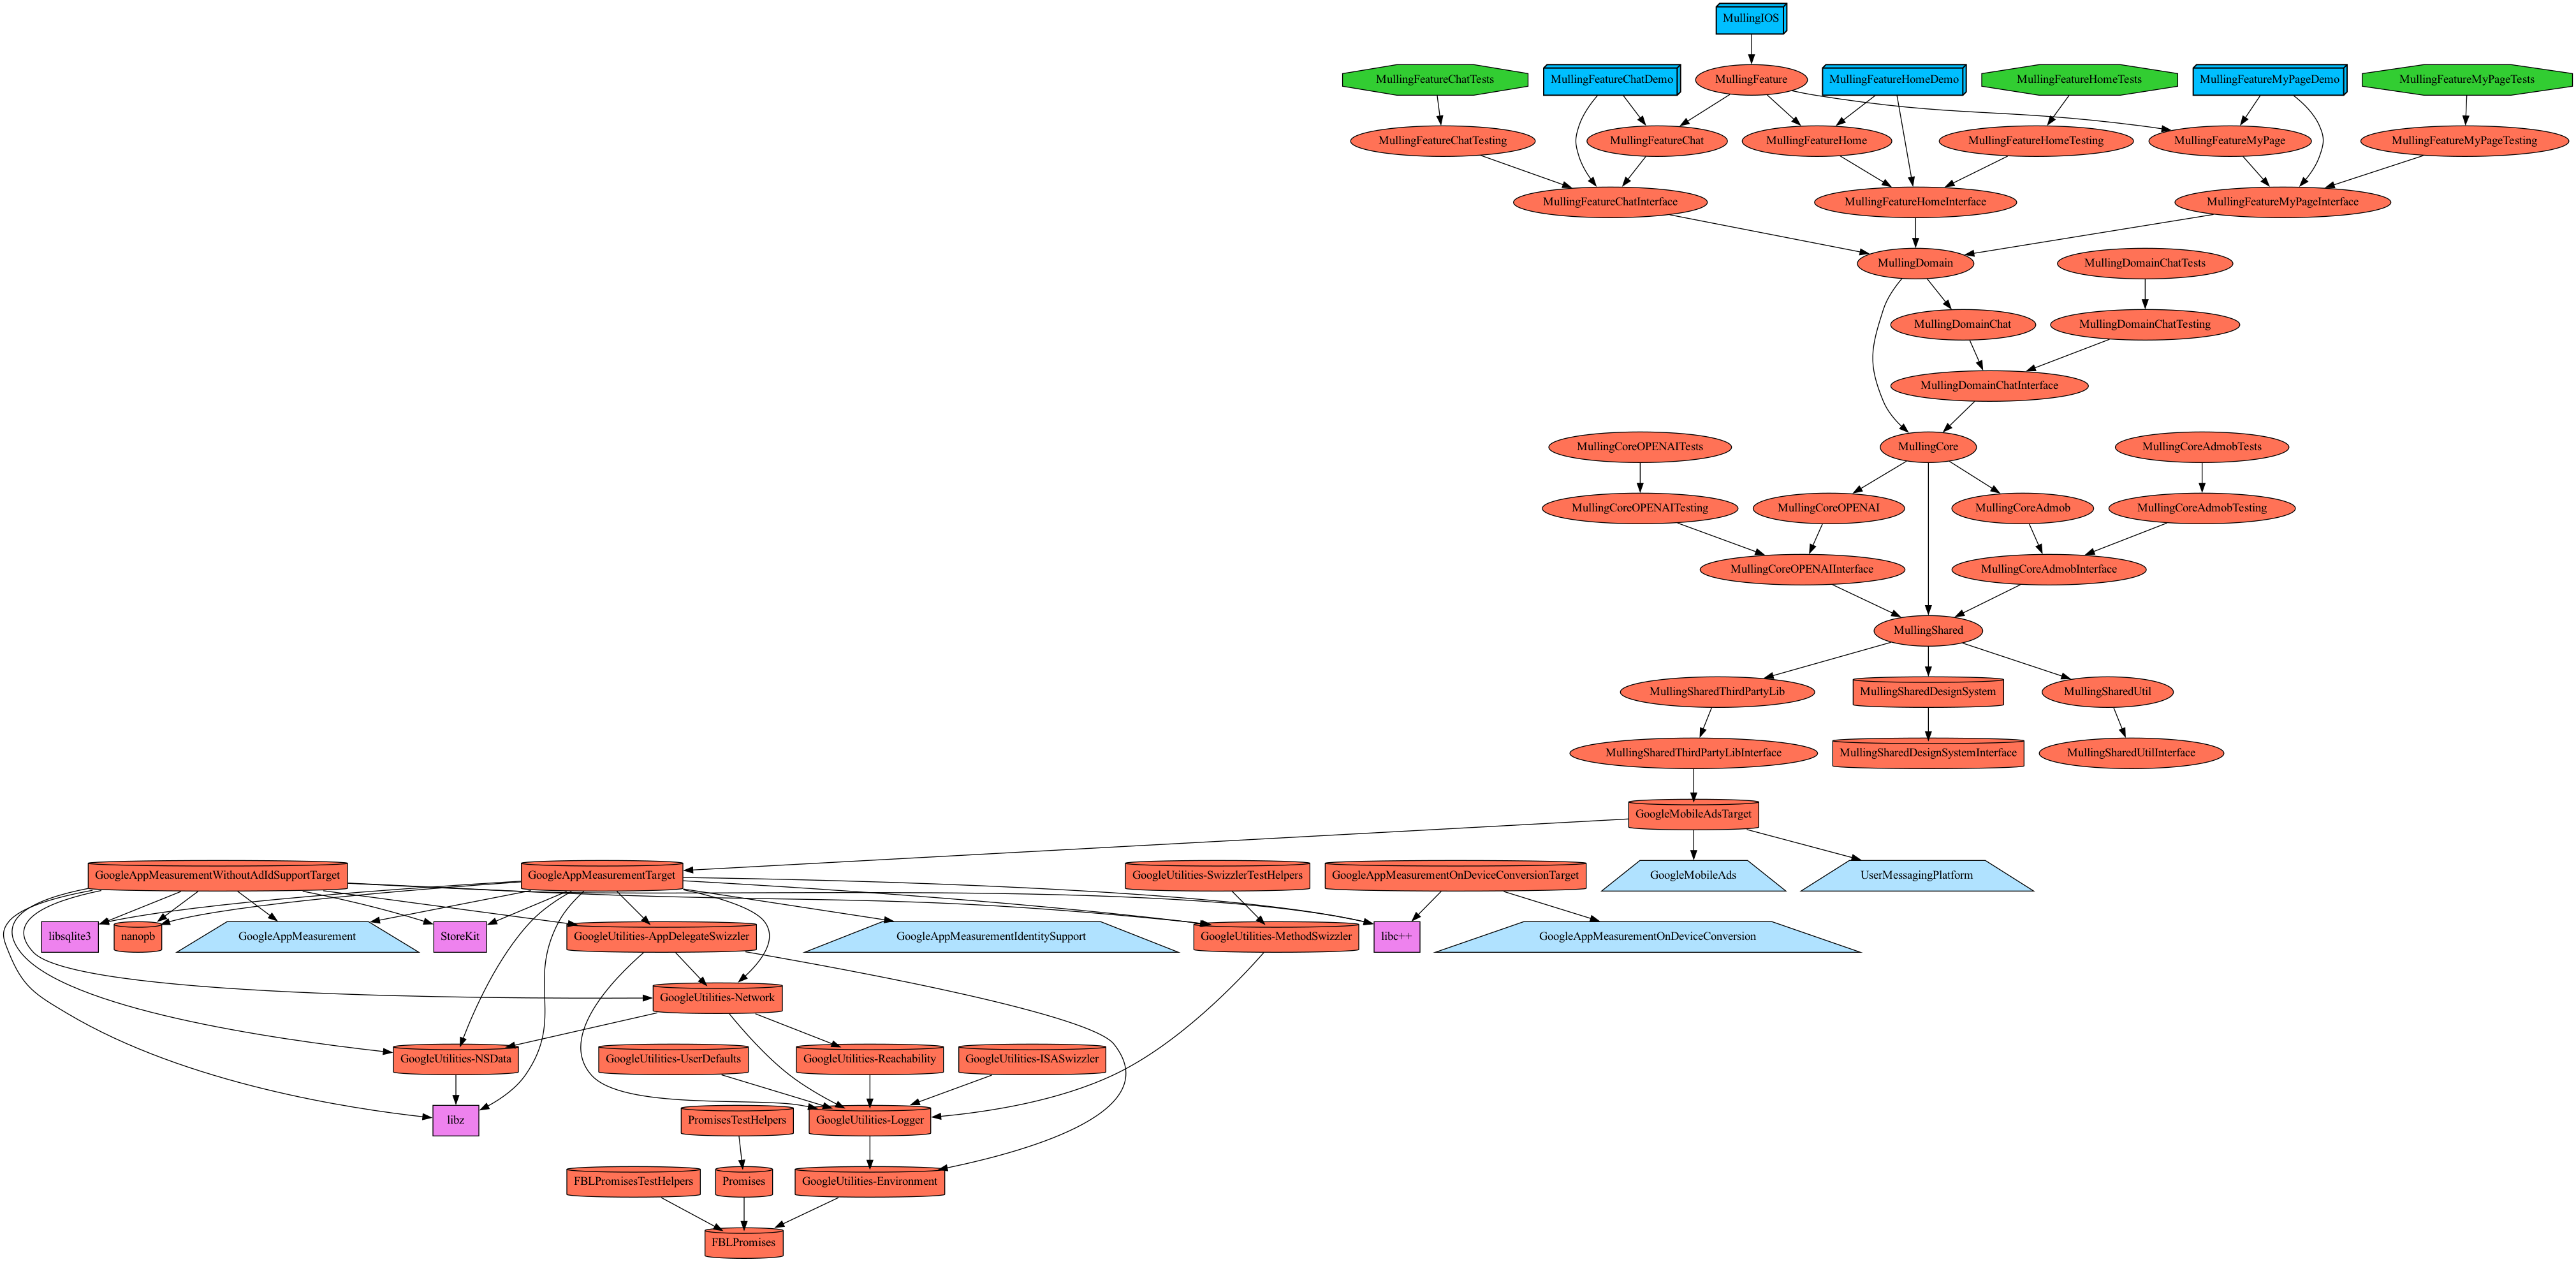 MullingIOS
MullingFeatureChatTests
MullingFeatureChatDemo
MullingFeature
MullingFeatureHomeDemo
MullingFeatureHomeTests
MullingFeatureMyPageDemo
MullingFeatureMyPageTests
MullingFeatureChatTesting
MullingFeatureChat
MullingFeatureHome
MullingFeatureHomeTesting
MullingFeatureMyPage
MullingFeatureMyPageTesting
MullingFeatureChatInterface
MullingFeatureHomeInterface
MullingFeatureMyPageInterface
MullingDomain
MullingDomainChatTests
MullingDomainChat
MullingDomainChatTesting
MullingDomainChatInterface
MullingCoreOPENAITests
MullingCore
MullingCoreAdmobTests
MullingCoreOPENAITesting
MullingCoreOPENAI
MullingCoreAdmob
MullingCoreAdmobTesting
MullingCoreOPENAIInterface
MullingCoreAdmobInterface
MullingShared
MullingSharedThirdPartyLib
MullingSharedDesignSystem
MullingSharedUtil
MullingSharedThirdPartyLibInterface
MullingSharedDesignSystemInterface
MullingSharedUtilInterface
GoogleMobileAdsTarget
GoogleAppMeasurementWithoutAdIdSupportTarget
GoogleAppMeasurementTarget
GoogleUtilities-SwizzlerTestHelpers
GoogleAppMeasurementOnDeviceConversionTarget
GoogleMobileAds
UserMessagingPlatform
libsqlite3
nanopb
GoogleAppMeasurement
StoreKit
GoogleUtilities-AppDelegateSwizzler
GoogleAppMeasurementIdentitySupport
GoogleUtilities-MethodSwizzler
libc++
GoogleAppMeasurementOnDeviceConversion
GoogleUtilities-Network
GoogleUtilities-NSData
GoogleUtilities-UserDefaults
GoogleUtilities-Reachability
GoogleUtilities-ISASwizzler
libz
PromisesTestHelpers
GoogleUtilities-Logger
FBLPromisesTestHelpers
Promises
GoogleUtilities-Environment
FBLPromises